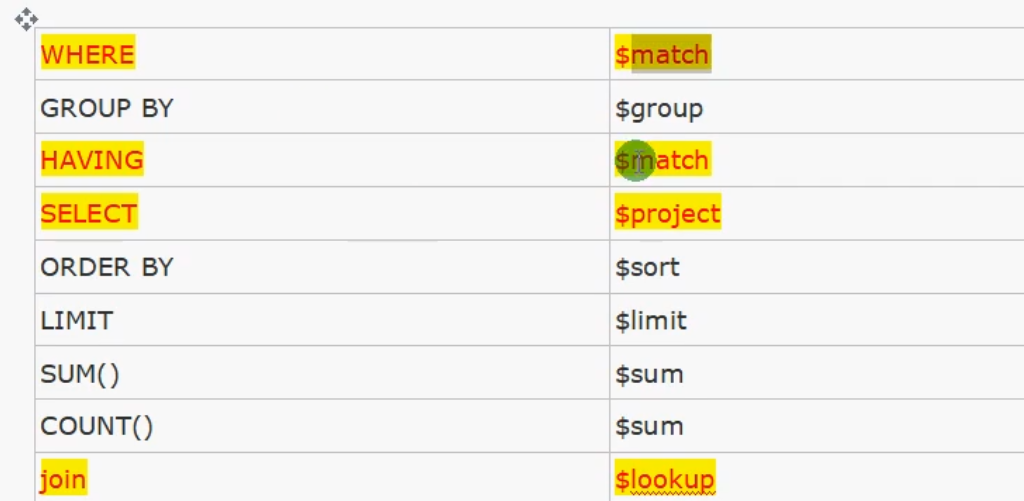 WHERE $match
GROUP BY $group
HAVING $match
SELECT $project
ORDER BY $sort
LIMIT $limit
SUM() $sum
COUNT() $sum
join $lookup